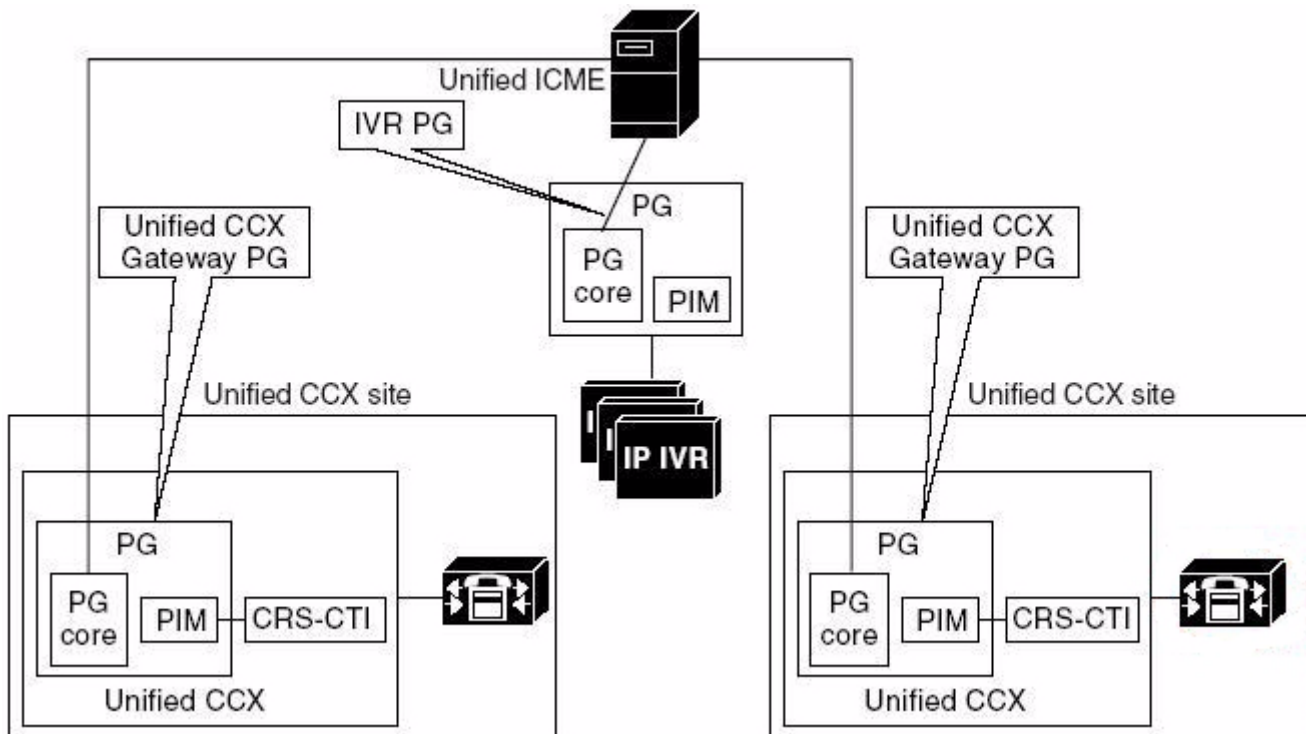 Unified ICME
IVR PG
PG
Unified CCX
Gateway PG
Unified CCX
Gateway PG
PG
core
PIM
Unified CCX site
Unified CCX site
IP IVR
PG
PG
PG
core
PIM
CRS-CTI
PG
core
PIM
CRS-CTI
Unified CCX
Unified CCX